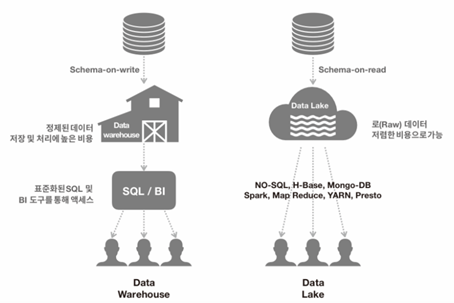 Schema-on-write
정제된데이터
저장 및 처리에 높은 비용
Data
warehouse
표준화된SQL 및
BI 도구를 통해 액세스
SQL / BI
Data
Warehouse
Schema-on-read
Data Lake
로(Raw) 데이터
저렴한 비용으로가능
NO-SQL, H-Base, Mongo-DB
Spark, Map Reduce, YARN, Presto
Data
Lake